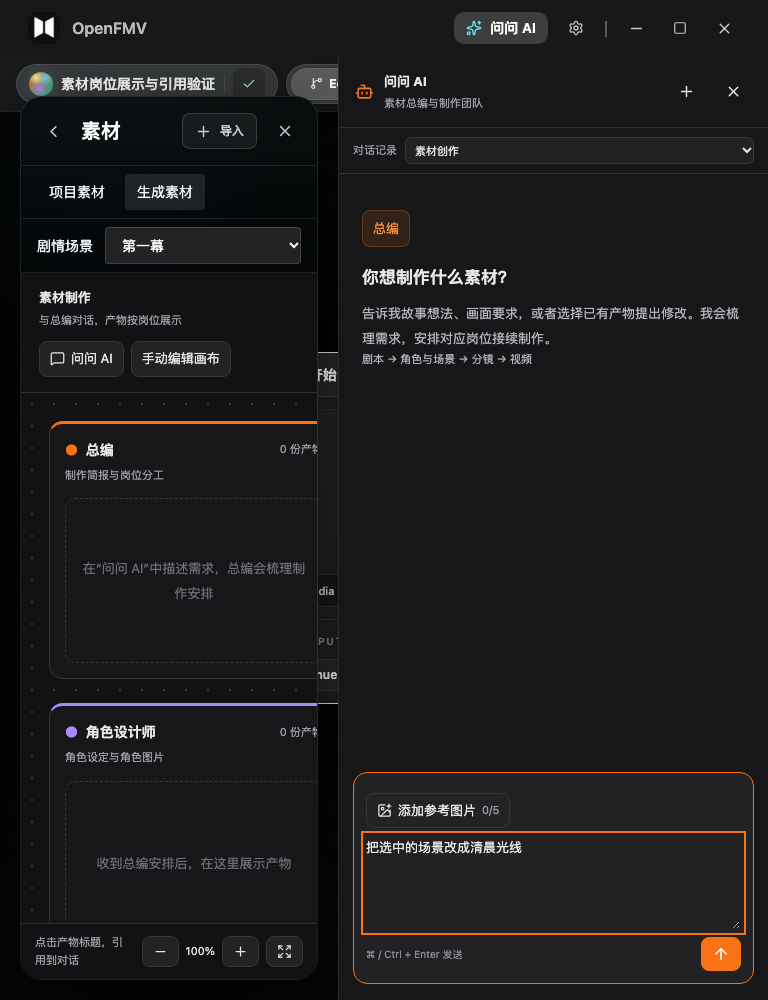 OpenFMV
问问 AI
素材岗位展示与引用验证
素材
导入
项目素材
生成素材
剧情场景
第一幕
素材制作
与总编对话，产物按岗位展示
问问 AI
手动编辑画布
总编
0 份产物
制作简报与岗位分工
在“问问 AI”中描述需求，总编会梳理制
作安排
角色设计师
0 份产物
角色设定与角色图片
收到总编安排后，在这里展示产物
点击产物标题，引
用到对话
100%
开始
dia
PU
nue
问问 AI
素材总编与制作团队
对话记录
素材创作
总编
你想制作什么素材?
告诉我故事想法、画面要求，或者选择已有产物提出修改。我会梳
理需求，安排对应岗位接续制作。
剧本 → 角色与场景 → 分镜 → 视频
添加参考图片 0/5
把选中的场景改成清晨光线
⌘ / Ctrl + Enter 发送